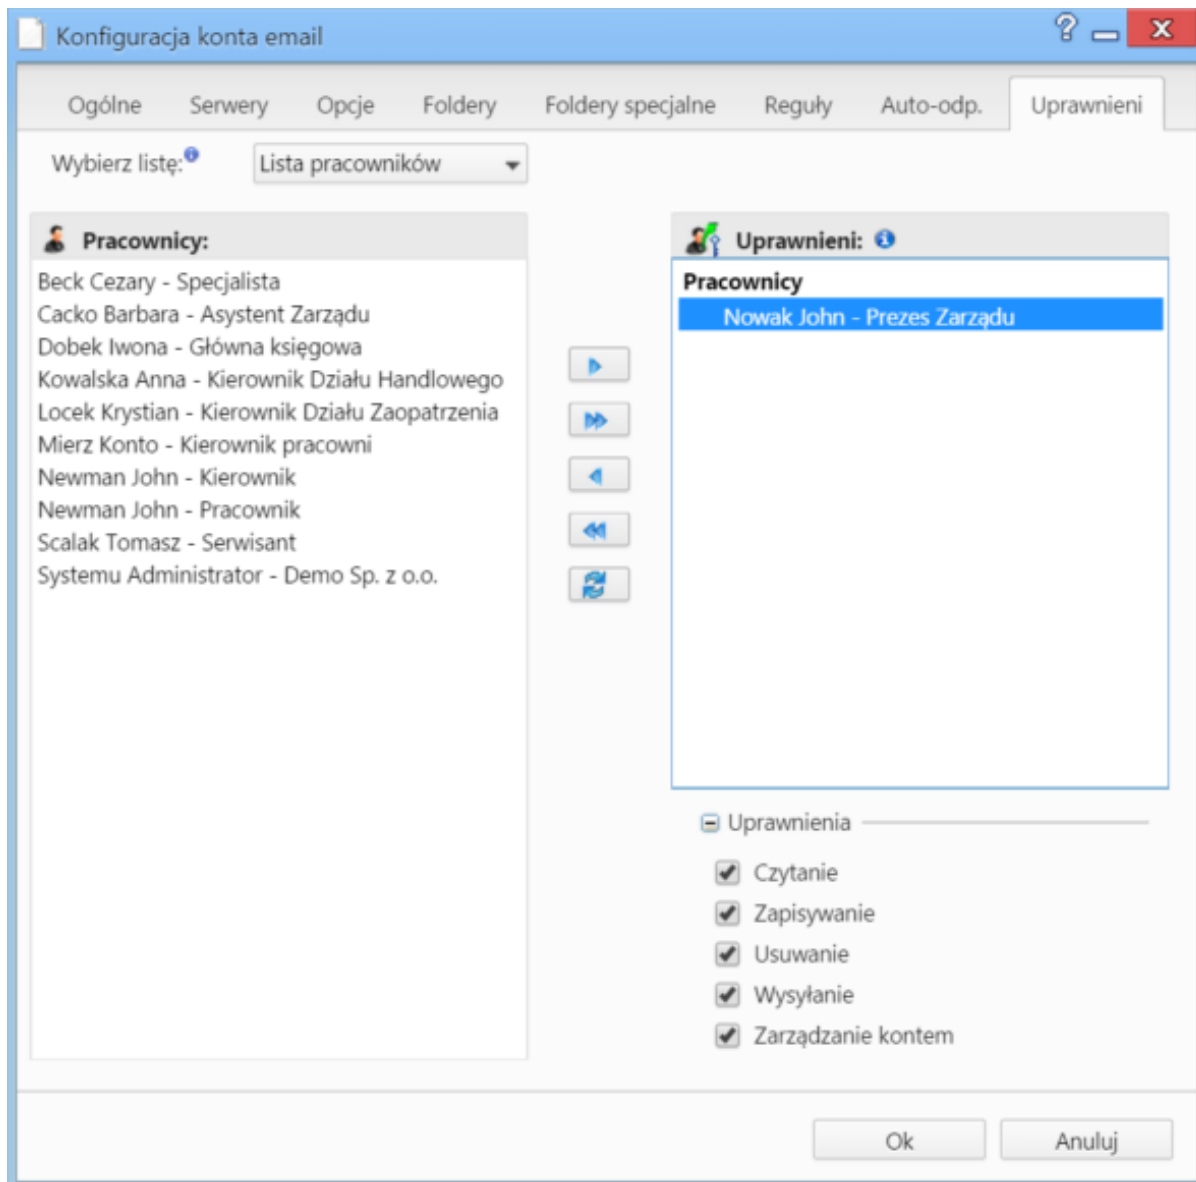 Konfiguracja konta email
Ogólne Serwery Opcje Foldery Foldery specjalne Reguły Auto-odp. Uprawnieni
Wybierz listę: Lista pracowników
Pracownicy:
Beck Cezary - Specjalista
Cacko Barbara - Asystent Zarządu
Dobek Iwona - Główna księgowa
Kowalska Anna - Kierownik Działu Handlowego
Locek Krystian - Kierownik Działu Zaopatrzenia
Mierz Konto - Kierownik pracowni
Newman John - Kierownik
Newman John - Pracownik
Scalak Tomasz - Serwisant
Systemu Administrator - Demo Sp. z o.o.
Uprawnieni:
Pracownicy
Nowak John - Prezes Zarządu
Uprawnienia
Czytanie
Zapisywanie
Usuwanie
Wysyłanie
Zarządzanie kontem
Ok Anuluj